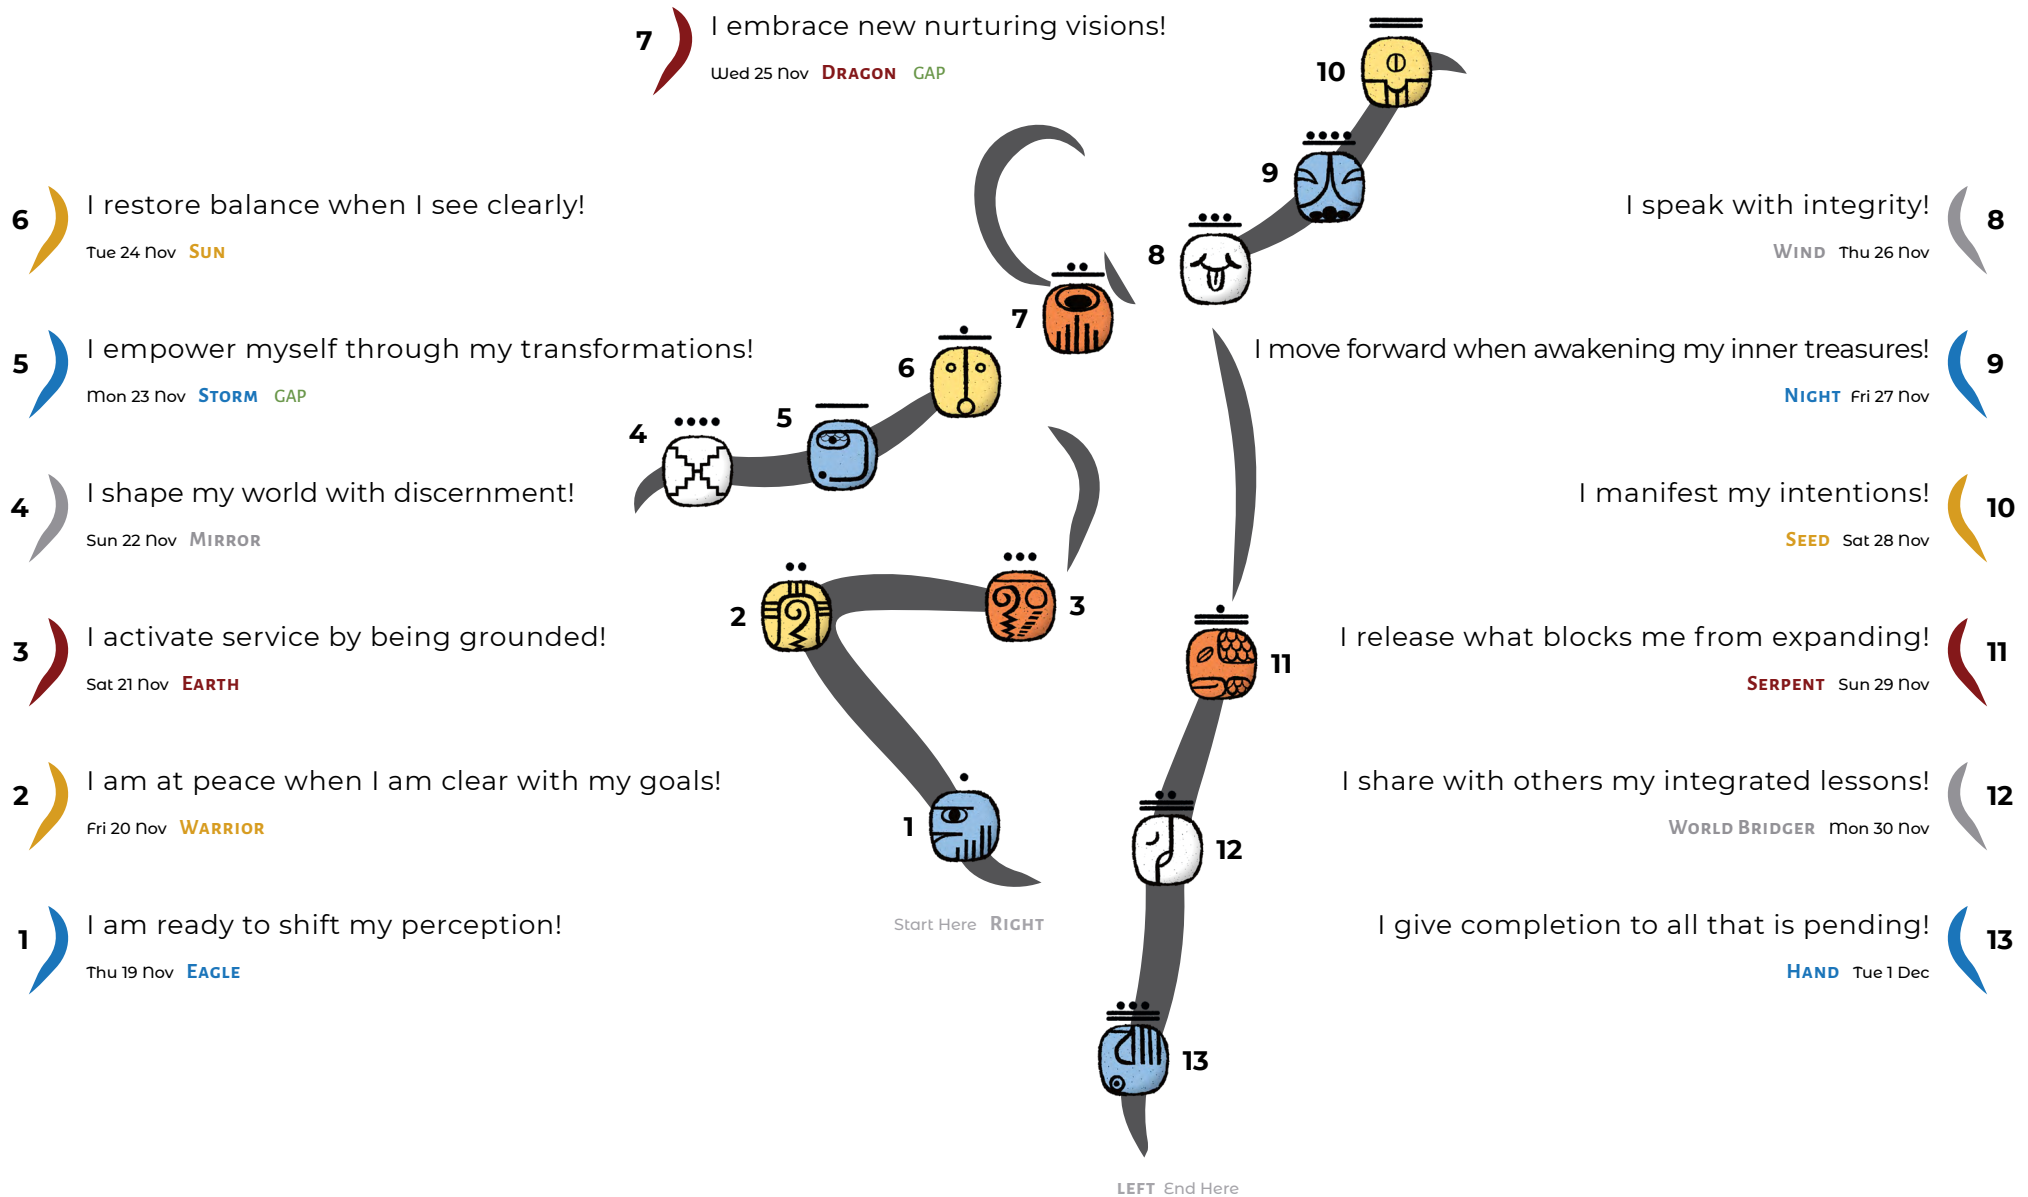 7
I embrace new nurturing visions!
Wed 25 Nov DRAGON GAP
6
I restore balance when I see clearly!
Tue 24 Nov SUN
5
I empower myself through my transformations!
Mon 23 Nov STORM GAP
4
I shape my world with discernment!
Sun 22 Nov MIRROR
3
I activate service by being grounded!
Sat 21 Nov EARTH
2
I am at peace when I am clear with my goals!
Fri 20 Nov WARRIOR
1
I am ready to shift my perception!
Thu 19 Nov EAGLE
10
9
8
7
6
5
4
2
3
1
11
12
13
Start Here RIGHT
LEFT End Here
I speak with integrity!
8
WIND Thu 26 Nov
I move forward when awakening my inner treasures!
9
NIGHT Fri 27 Nov
I manifest my intentions!
10
SEED Sat 28 Nov
I release what blocks me from expanding!
11
SERPENT Sun 29 Nov
I share with others my integrated lessons!
12
WORLD BRIDGER Mon 30 Nov
I give completion to all that is pending!
13
HAND Tue 1 Dec